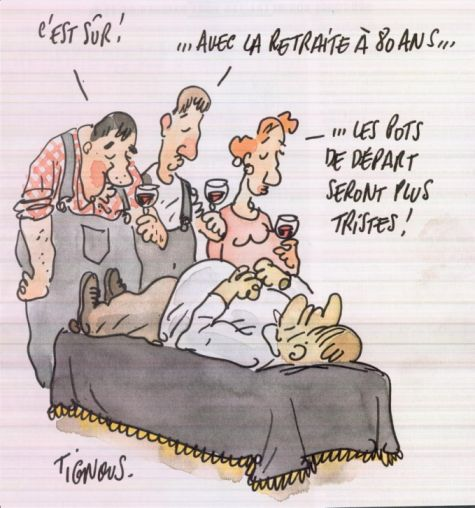 C'EST SÛR!
...AVEC LA RETRAITE À 80 ANS...
... LES POTS
DE DÉPART
SERONT PLUS
TRISTES!
TIGNOUS.